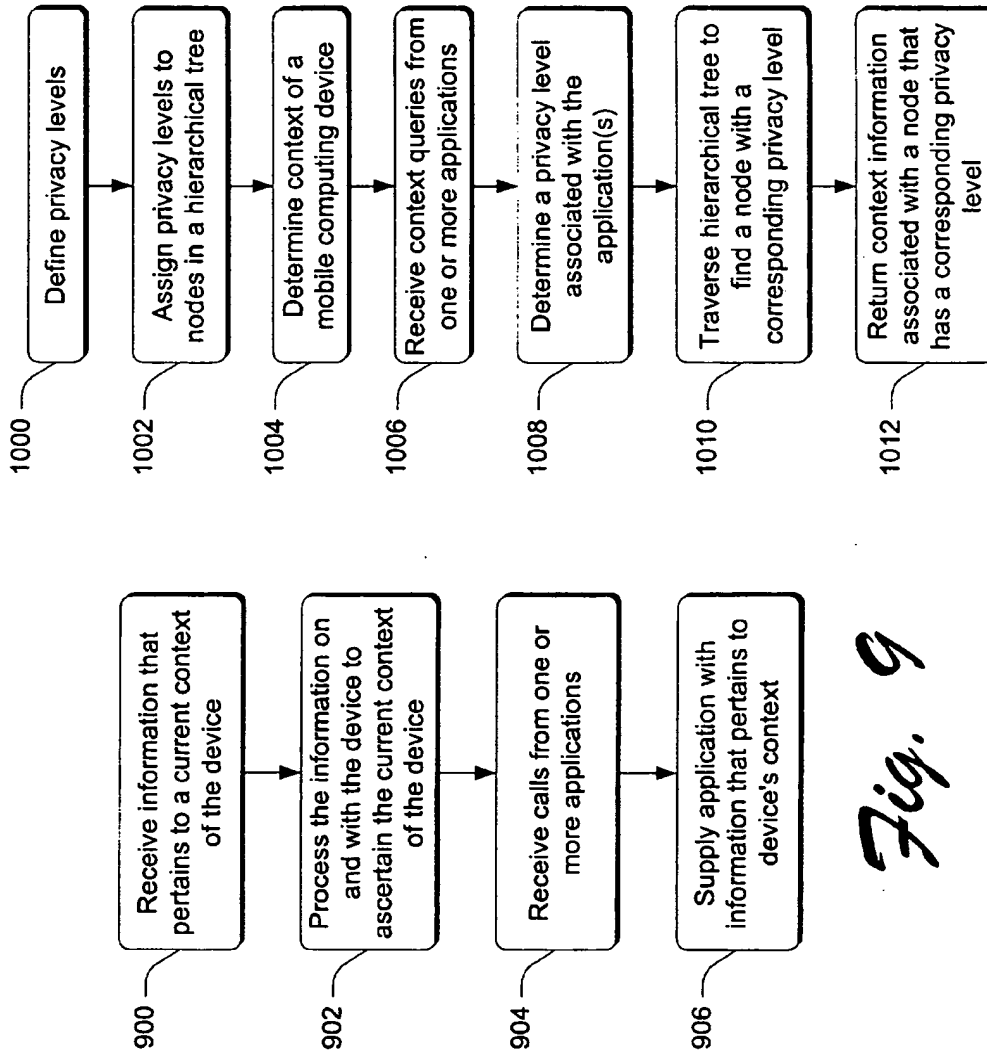 900
Receive information that
pertains to a current context
of the device
902
Process the information on
and with the device to
ascertain the current context
of the device
904
Receive calls from one or
more applications
906
Supply application with
information that pertains to
device's context
Fig. 9
1000
Define privacy levels
1002
Assign privacy levels to
nodes in a hierarchical tree
1004
Determine context of a
mobile computing device
1006
Receive context queries from
one or more applications
1008
Determine a privacy level
associated with the
application(s)
1010
Traverse hierarchical tree to
find a node with a
corresponding privacy level
1012
Return context information
associated with a node that
has a corresponding privacy
level